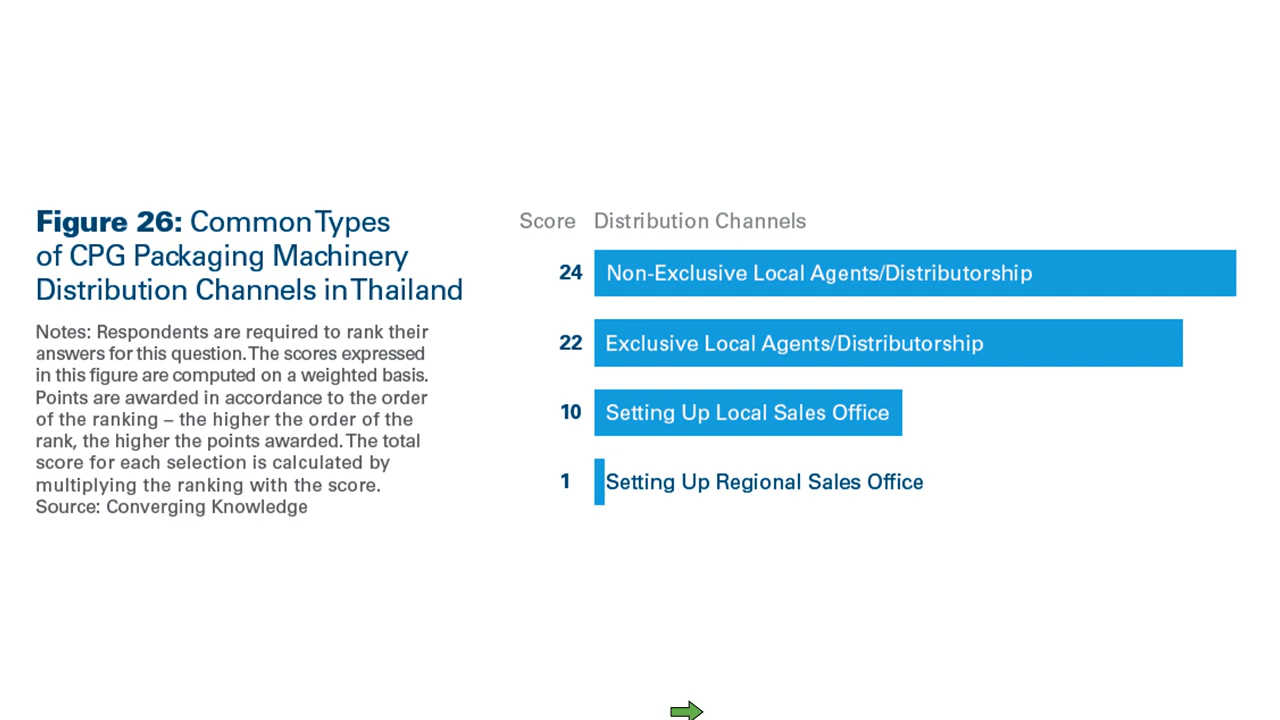 Figure 26: Common Types
of CPG Packaging Machinery
Distribution Channels in Thailand
Notes: Respondents are required to rank their
answers for this question. The scores expressed
in this figure are computed on a weighted basis.
Points are awarded in accordance to the order
of the ranking – the higher the order of the
rank, the higher the points awarded. The total
score for each selection is calculated by
multiplying the ranking with the score.
Source: Converging Knowledge
Score Distribution Channels
24 Non-Exclusive Local Agents/Distributorship
22 Exclusive Local Agents/Distributorship
10 Setting Up Local Sales Office
1 Setting Up Regional Sales Office